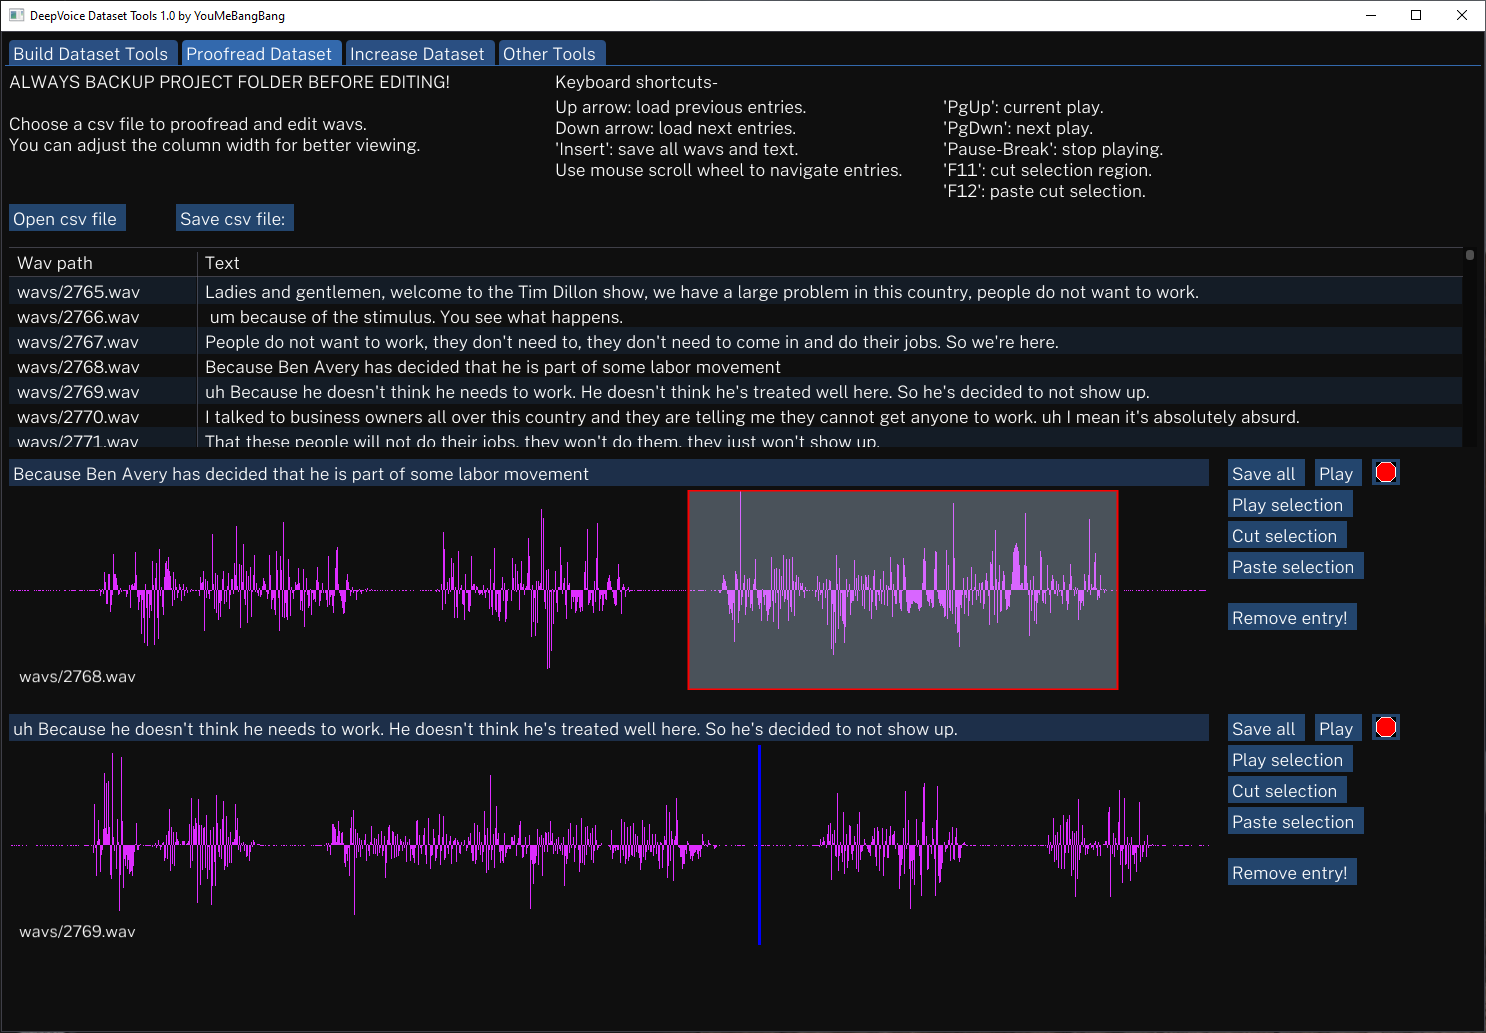 DeepVoice Dataset Tools 1.0 by YouMeBangBang
Build Dataset Tools
Proofread Dataset
Increase Dataset
Other Tools
ALWAYS BACKUP PROJECT FOLDER BEFORE EDITING!
Choose a csv file to proofread and edit wavs.
You can adjust the column width for better viewing.
Keyboard shortcuts-
Up arrow: load previous entries.
Down arrow: load next entries.
'Insert': save all wavs and text.
Use mouse scroll wheel to navigate entries.
'PgUp': current play.
'PgDwn': next play.
'Pause-Break': stop playing.
'F11': cut selection region.
'F12': paste cut selection.
Open csv file
Save csv file:
Wav path Text
wavs/2765.wav Ladies and gentlemen, welcome to the Tim Dillon show, we have a large problem in this country, people do not want to work.
wavs/2766.wav um because of the stimulus. You see what happens.
wavs/2767.wav People do not want to work, they don't need to, they don't need to come in and do their jobs. So we're here.
wavs/2768.wav Because Ben Avery has decided that he is part of some labor movement
wavs/2769.wav uh Because he doesn't think he needs to work. He doesn't think he's treated well here. So he's decided to not show up.
wavs/2770.wav I talked to business owners all over this country and they are telling me they cannot get anyone to work. uh I mean it's absolutely absurd.
wavs/2771.wav That these people will not do their jobs, they won't do them, they just won't show up.
Because Ben Avery has decided that he is part of some labor movement
Save all
Play
Play selection
Cut selection
Paste selection
Remove entry!
wavs/2768.wav
uh Because he doesn't think he needs to work. He doesn't think he's treated well here. So he's decided to not show up.
Save all
Play
Play selection
Cut selection
Paste selection
Remove entry!
wavs/2769.wav